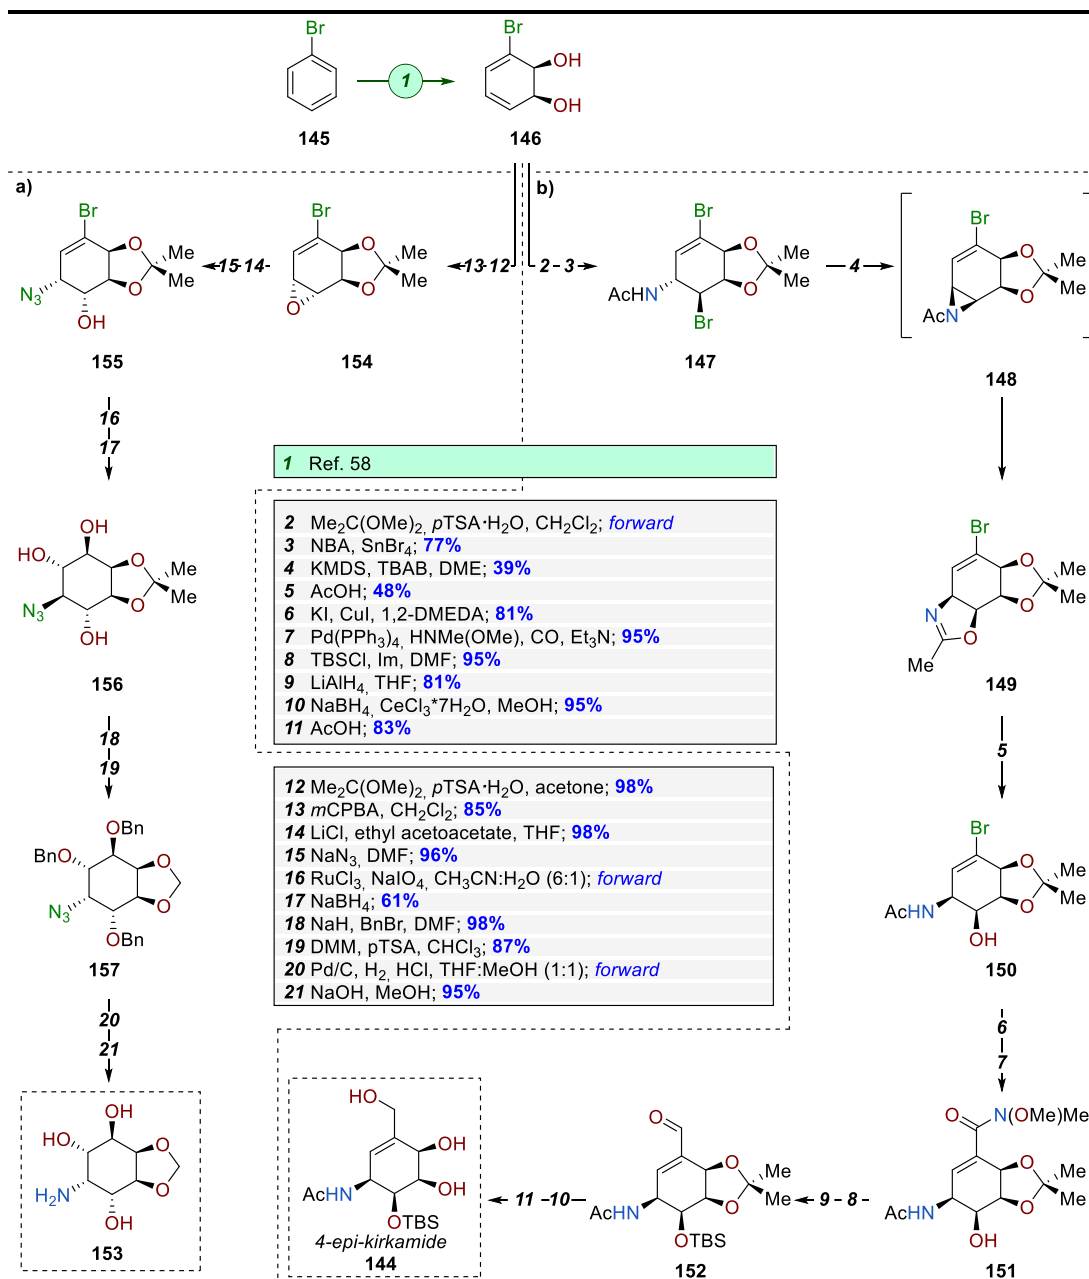 Br
Br
OH
OH
1
145
146
a)
b)
Br
O
O
Me
Me
N3
OH
155
15 14
Br
O
O
Me
Me
O
154
13 12
2 - 3
Br
O
O
Me
Me
AcHN
Br
147
4
Br
O
O
Me
Me
AcN
148
16
17
1 Ref. 58
2 Me2C(OMe)2, pTSA·H2O, CH2Cl2; forward
3 NBA, SnBr4; 77%
4 KMDS, TBAB, DME; 39%
5 AcOH; 48%
6 KI, CuI, 1,2-DMEDA; 81%
7 Pd(PPh3)4, HNMe(OMe), CO, Et3N; 95%
8 TBSCl, Im, DMF; 95%
9 LiAlH4, THF; 81%
10 NaBH4, CeCl3*7H2O, MeOH; 95%
11 AcOH; 83%
OH
HO
O
O
Me
Me
N3
OH
156
Br
O
O
Me
Me
N
O
Me
149
18
19
5
12 Me2C(OMe)2, pTSA·H2O, acetone; 98%
13 mCPBA, CH2Cl2; 85%
14 LiCl, ethyl acetoacetate, THF; 98%
15 NaN3, DMF; 96%
16 RuCl3, NaIO4, CH3CN:H2O (6:1); forward
17 NaBH4; 61%
18 NaH, BnBr, DMF; 98%
19 DMM, pTSA, CHCl3; 87%
20 Pd/C, H2, HCl, THF:MeOH (1:1); forward
21 NaOH, MeOH; 95%
OBn
BnO
O
O
N3
OBn
157
Br
O
O
Me
Me
AcHN
OH
150
20
21
6
7
OH
HO
O
O
H2N
OH
153
HO
OH
OH
AcHN
OTBS
4-epi-kirkamide
144
11 -10
O
O
O
Me
Me
AcHN
OTBS
152
9 - 8
O
N(OMe)Me
O
O
Me
Me
AcHN
OH
151